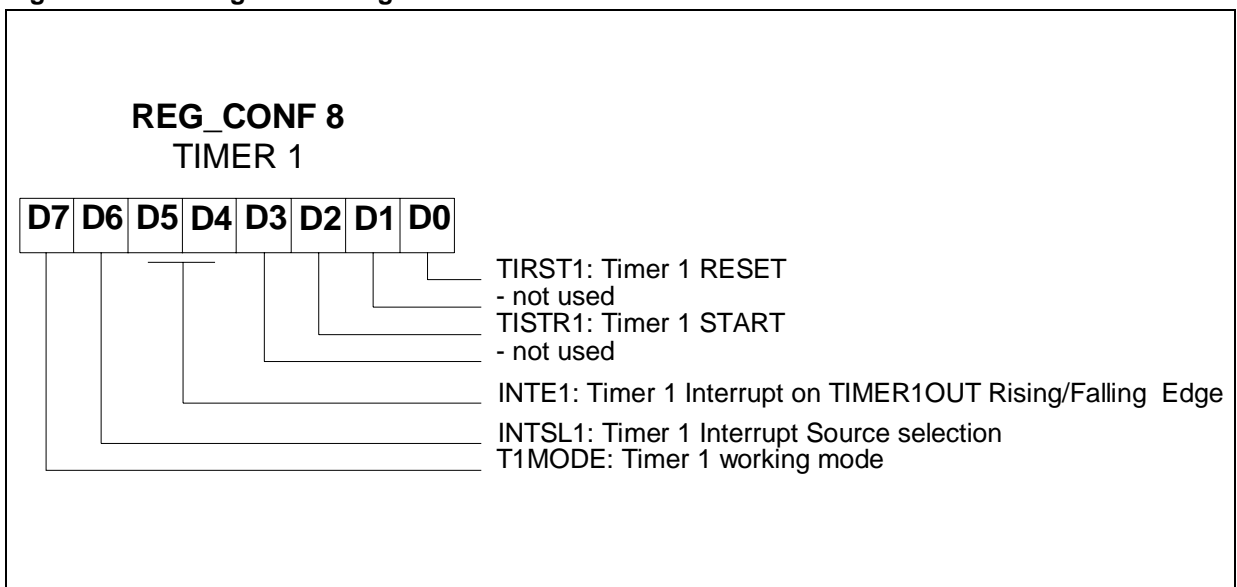 REG_CONF 8
TIMER 1
D7 D6 D5 D4 D3 D2 D1 D0
TIRST1: Timer 1 RESET
- not used
TISTR1: Timer 1 START
- not used
INTE1: Timer 1 Interrupt on TIMER1OUT Rising/Falling Edge
INTSL1: Timer 1 Interrupt Source selection
T1MODE: Timer 1 working mode